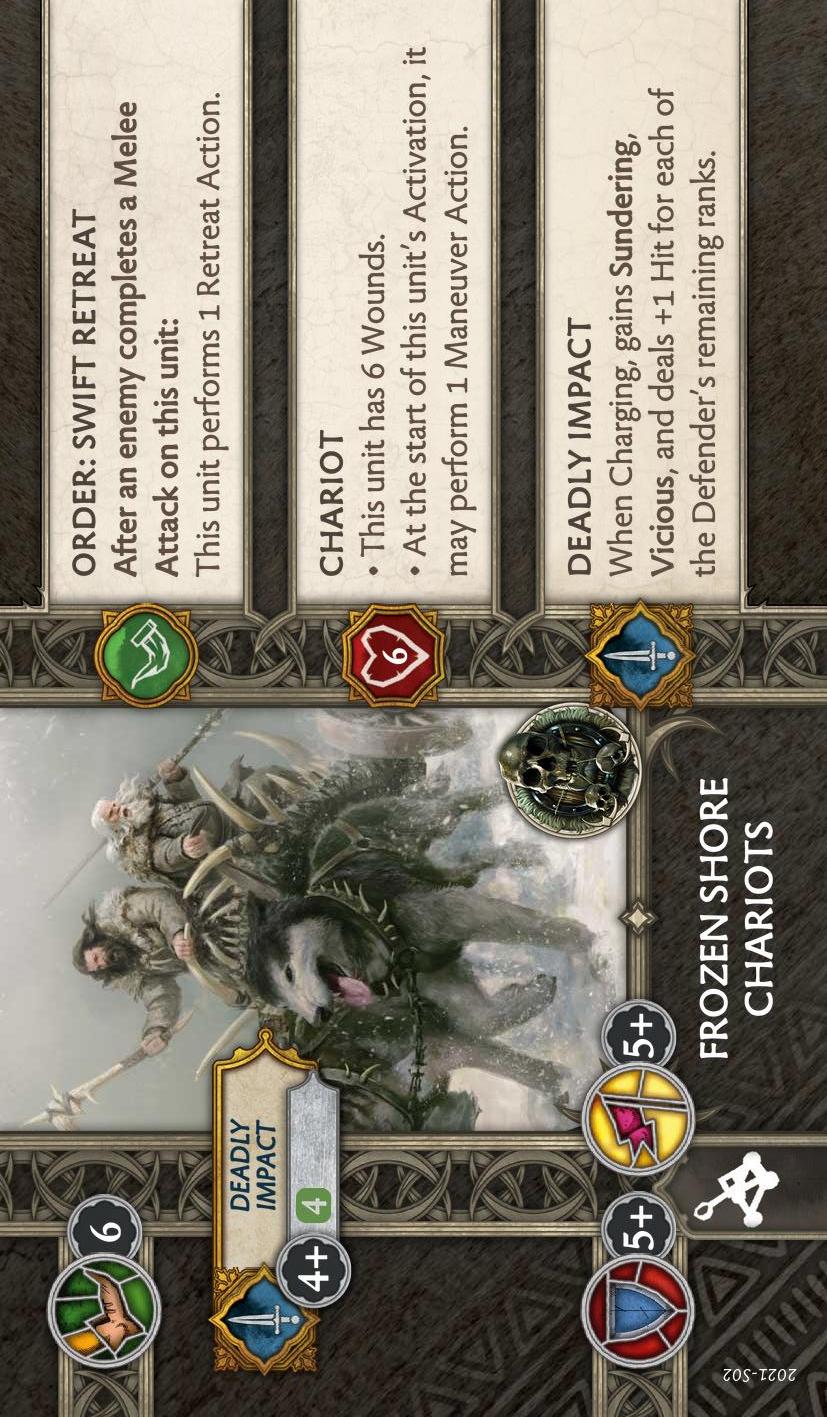 6
DEADLY
IMPACT
4+
4
5+
5+
FROZEN SHORE
CHARIOTS
2021-S02
ORDER: SWIFT RETREAT
After an enemy completes a Melee
Attack on this unit:
This unit performs 1 Retreat Action.
6
CHARIOT
• This unit has 6 Wounds.
• At the start of this unit's Activation, it
may perform 1 Maneuver Action.
DEADLY IMPACT
When Charging, gains Sundering,
Vicious, and deals +1 Hit for each of
the Defender's remaining ranks.